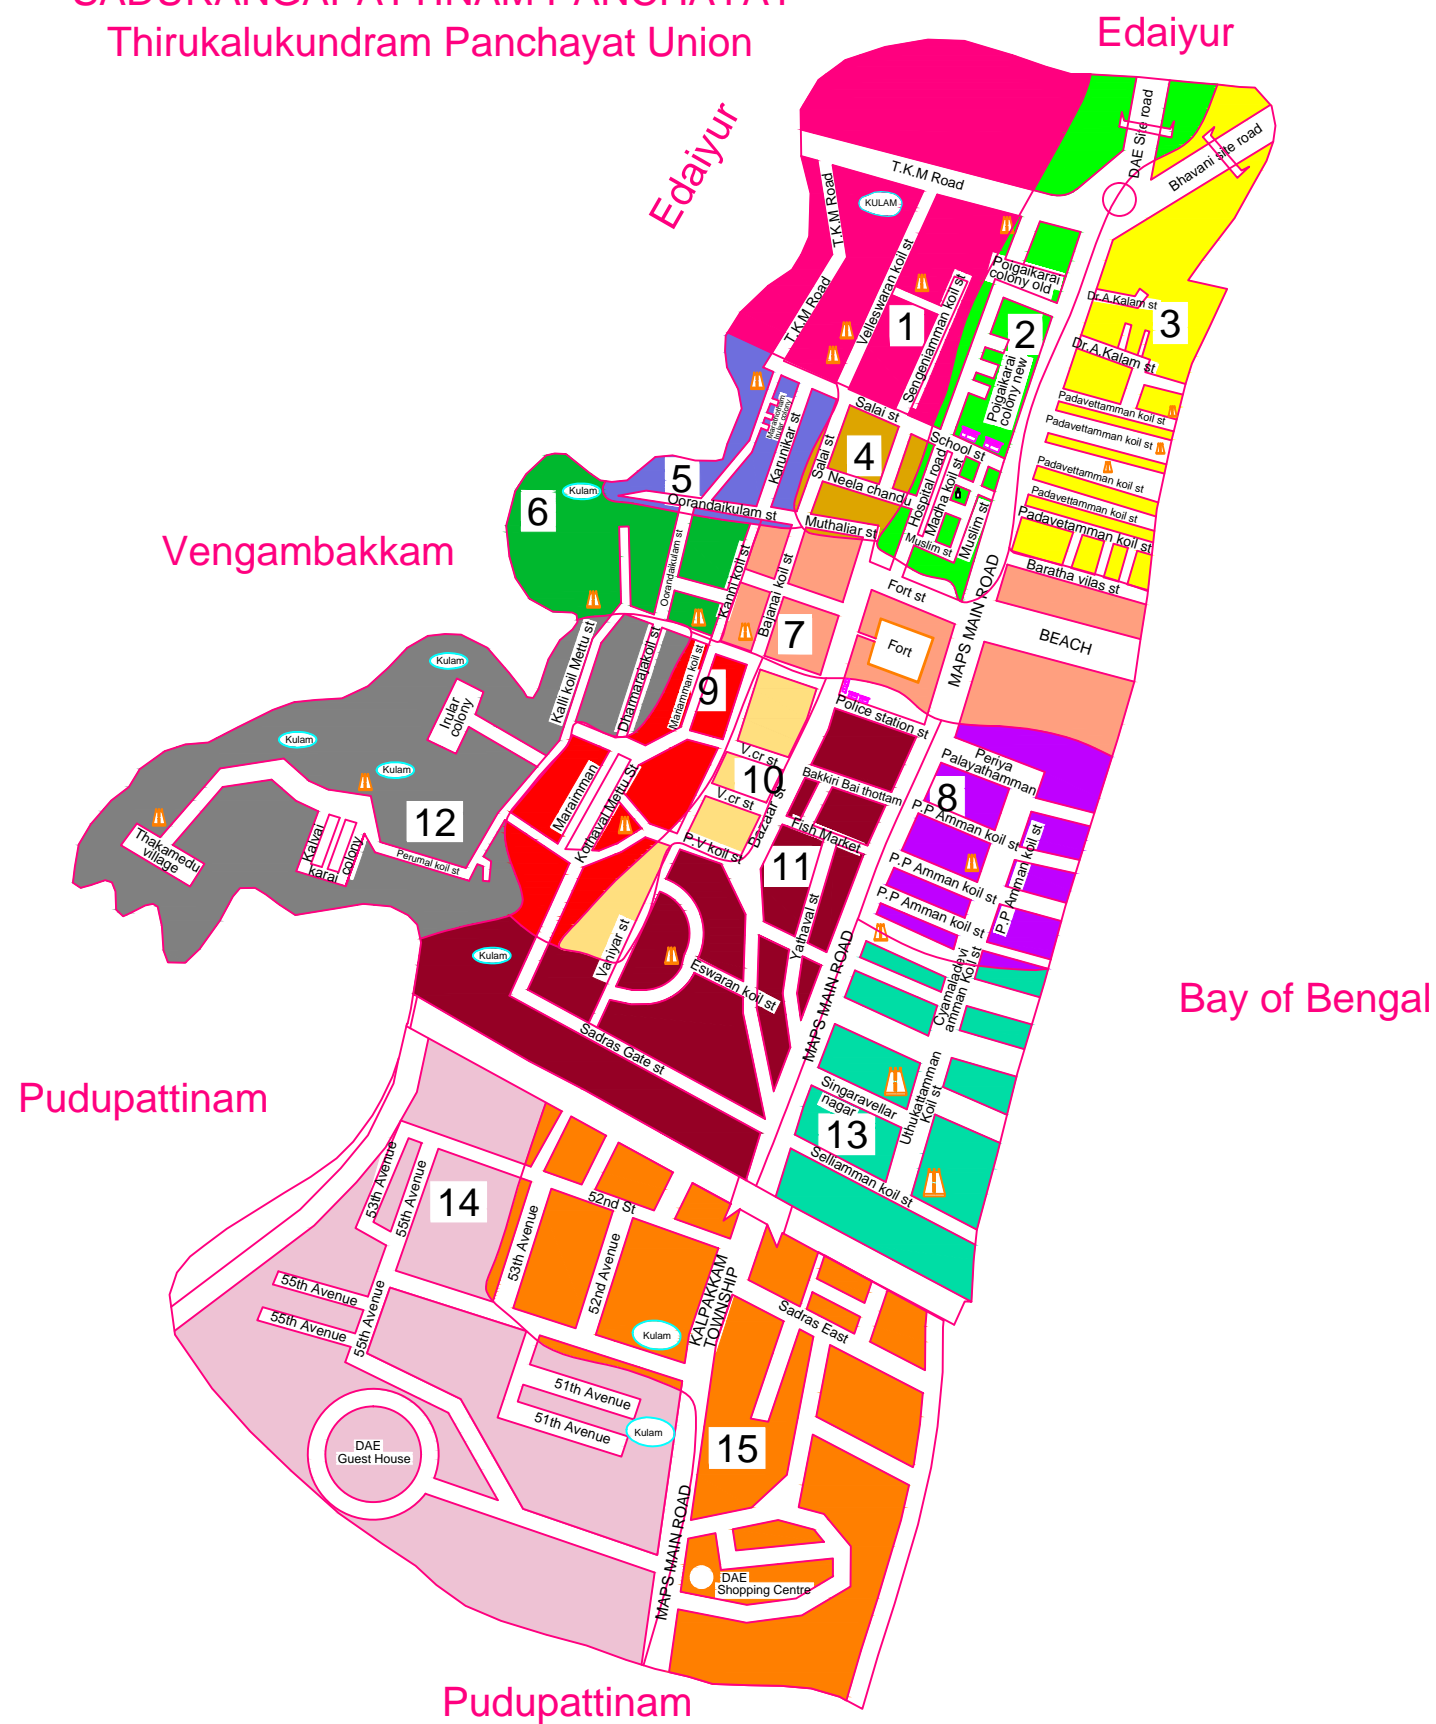 SADURANGAPATTINAM PANCHAYAT
Thirukalukundram Panchayat Union
Edaiyur
Edaiyur
DAE Site road
Bhavani site road
T.K.M Road
KULAM
T.K.M Road
T.K.M Road
Velleswaran koil st
Sengeniamman koil st
1
Poigaikarai
colony old
2
Poigaikarai
colony new
Dr.A.Kalam st
3
Dr.A.Kalam st
Padavettamman koil st
Padavettamman koil st
Padavettamman koil st
Padavettamman koil st
Padavetamman koil st
Baratha vilas st
Salai st
Salai st
School st
4
Neela chandu
Hospital road
Madha koil st
Muslim st
Muslim st
Muthaliar st
Karunikar st
5
Oorandaikulam st
Oorandaikulam st
Kulam
6
Vengambakkam
Kanni koil st
Bajanai koil st
7
Fort st
Fort
MAPS MAIN ROAD
BEACH
Kalli koil Mettu st
Dharmarajakoil st
Mariamman koil st
9
Kulam
Irular
colony
Kulam
Kulam
12
Thakamedu
village
Kalvai
karai
colony
Perumal koil st
Maraimman
Kothaval Mettu St
V.cr st
10
V.cr st
P.V koil st
Bazaar st
Police station st
Bakkiri Bai thottam
Fish Market
11
Yathaval st
Periya
Palayathamman
8
P.P Amman koil st
P.P Amman koil st
P.P Amman koil st
P.P Amman koil st
Kulam
Vaniyar st
Eswaran koil st
Sadras Gate st
MAPS MAIN ROAD
Cyamaladevi
amman Koil st
Bay of Bengal
Uthukattamman
Koil st
Singaravellar
nagar
13
Selliamman koil st
Pudupattinam
53th Avenue
55th Avenue
14
52nd St
53th Avenue
52nd Avenue
55th Avenue
55th Avenue
55th Avenue
Kulam
KALPAKKAM
TOWNSHIP
Sadras East
51th Avenue
51th Avenue
Kulam
15
DAE
Guest House
MAPS MAIN ROAD
DAE
Shopping Centre
Pudupattinam